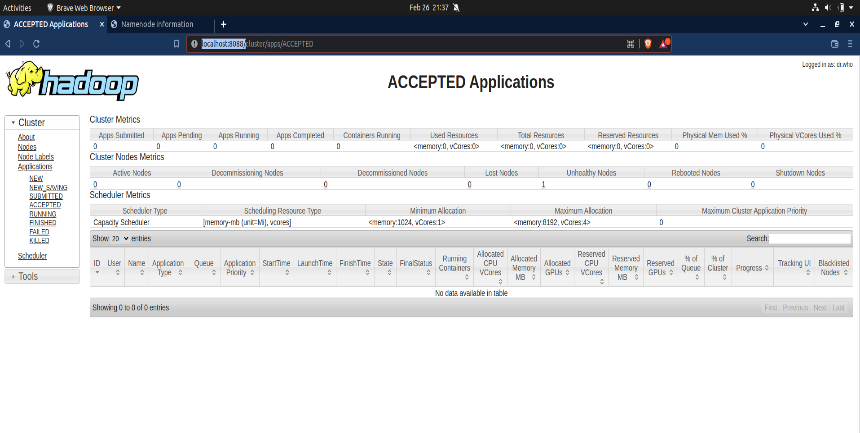 Activities Brave Web Browser Feb 26 21:37
ACCEPTED Applications x Namenode information +
localhost:8088/cluster/apps/ACCEPTED
Logged in as: dr.who
hadoop
ACCEPTED Applications
Cluster
About
Nodes
Node Labels
Applications
NEW
NEW_SAVING
SUBMITTED
ACCEPTED
RUNNING
FINISHED
FAILED
KILLED
Scheduler
Tools
Cluster Metrics
Apps Submitted Apps Pending Apps Running Apps Completed Containers Running Used Resources Total Resources Reserved Resources Physical Mem Used % Physical VCores Used %
0 0 0 0 0 <memory:0, vCores:0> <memory:0, vCores:0> <memory:0, vCores:0> 0 0
Cluster Nodes Metrics
Active Nodes Decommissioning Nodes Decommissioned Nodes Lost Nodes Unhealthy Nodes Rebooted Nodes Shutdown Nodes
0 0 0 0 1 0 0
Scheduler Metrics
Scheduler Type Scheduling Resource Type Minimum Allocation Maximum Allocation Maximum Cluster Application Priority
Capacity Scheduler [memory-mb (unit=Mi), vcores] <memory:1024, vCores:1> <memory:8192, vCores:4> 0
Show 20 entries Search:
ID User Name Application Type Queue Application Priority StartTime LaunchTime FinishTime State FinalStatus Running Containers Allocated CPU VCores Allocated Memory MB Allocated GPUs Reserved CPU VCores Reserved Memory MB Reserved GPUs % of Queue % of Cluster Progress Tracking UI Blacklisted Nodes
No data available in table
Showing 0 to 0 of 0 entries First Previous Next Last